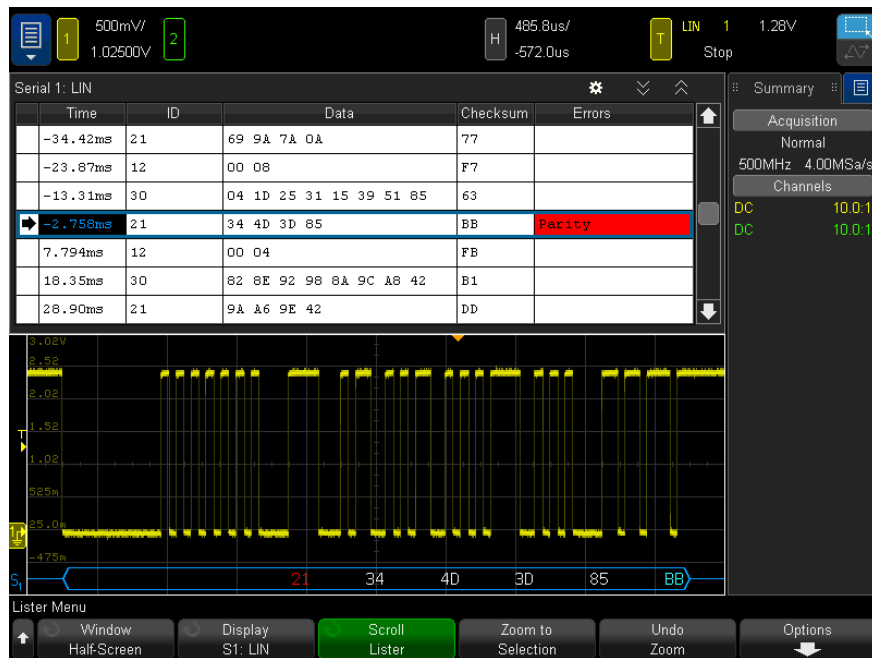 1 500mV/ 2 H 485.8us/ T LIN 1 1.28V
1.02500V -572.0us Stop
Serial 1: LIN
Summary
Time ID Data Checksum Errors
-34.42ms 21 69 9A 7A 0A 77
-23.87ms 12 00 08 F7
-13.31ms 30 04 1D 25 31 15 39 51 85 63
-2.758ms 21 34 4D 3D 85 BB Parity
7.794ms 12 00 04 FB
18.35ms 30 82 8E 92 98 8A 9C A8 42 B1
28.90ms 21 9A A6 9E 42 DD
Acquisition
Normal
500MHz 4.00MSa/s
Channels
DC 10.0:1
DC 10.0:1
3.02V
2.52
2.02
T 1.52
1.02
525m
1 25.0m
-475m
S1 21 34 4D 3D 85 BB
Lister Menu
Window Display Scroll Zoom to Undo Options
Half-Screen S1: LIN Lister Selection Zoom